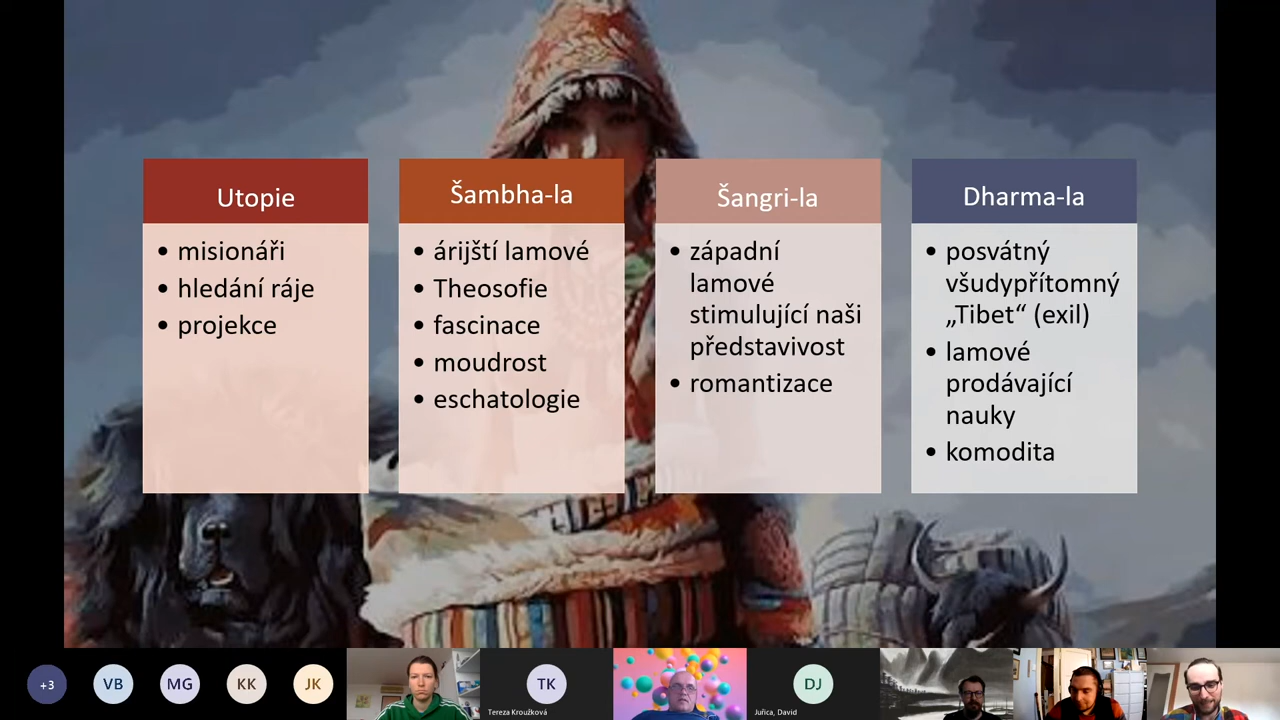 Utopie
• misionáři
• hledání ráje
• projekce
Šambha-la
• árijští lamové
• Theosofie
• fascinace
• moudrost
• eschatologie
Šangri-la
• západní
lamové
stimulující naši
představivost
• romantizace
Dharma-la
• posvátný
všudypřítomný
„Tibet“ (exil)
• lamové
prodávající
nauky
• komodita
+3
VB
MG
KK
JK
TK
Tereza Kroužková
DJ
Juřica, David